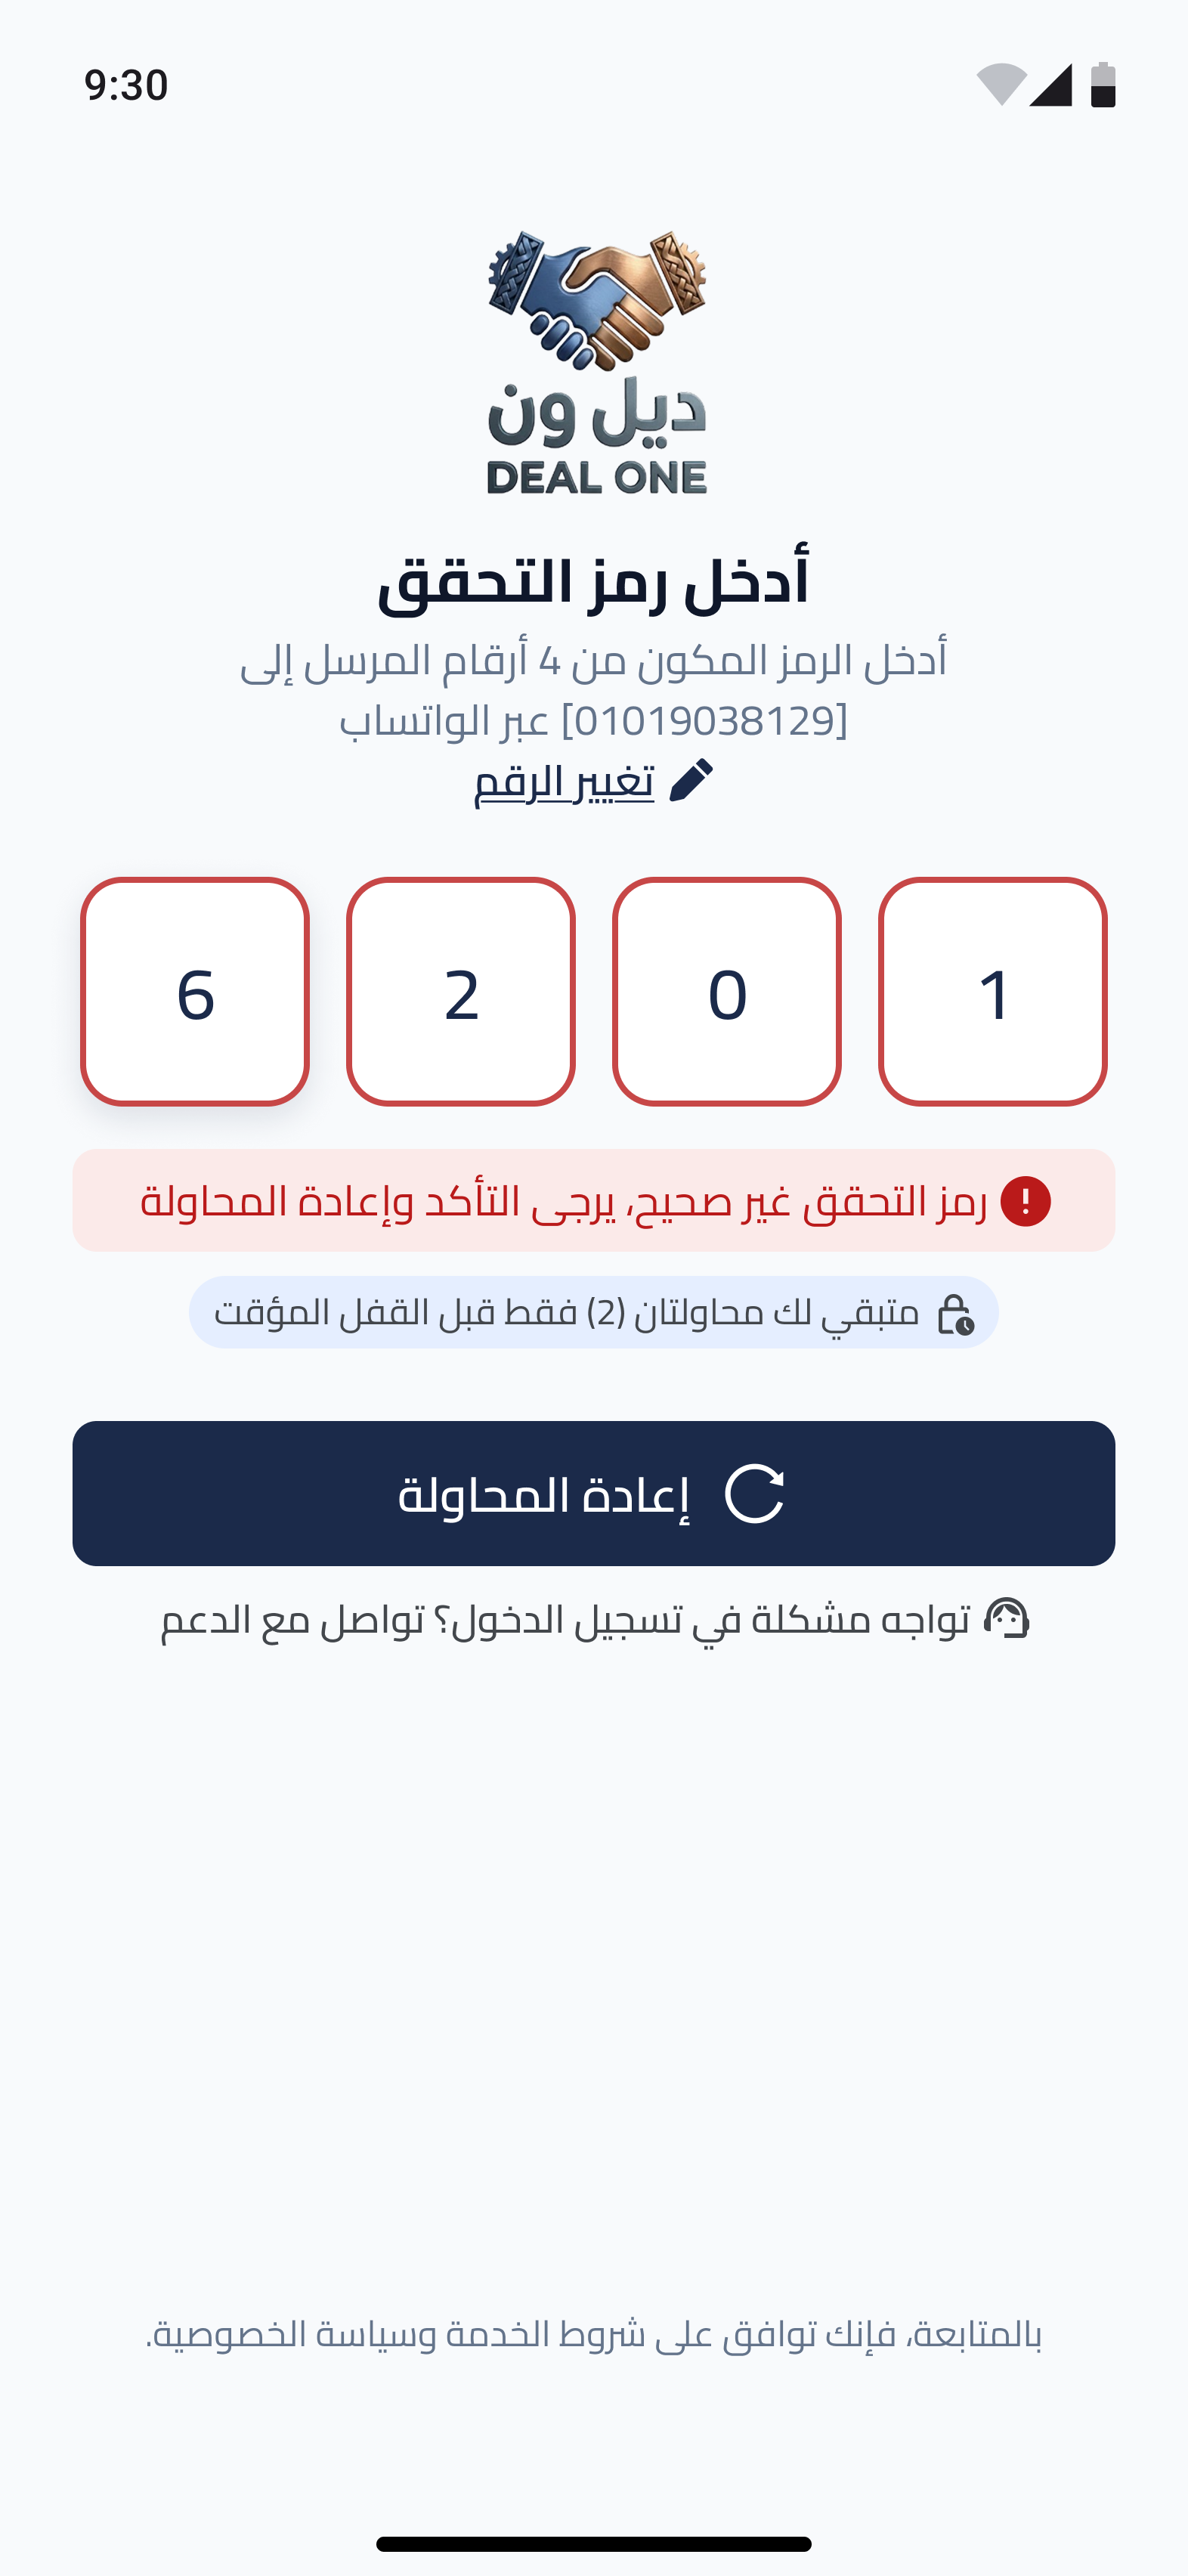 9:30
ديل ون
DEAL ONE
أدخل رمز التحقق
أدخل الرمز المكون من 4 أرقام المرسل إلى
[01019038129] عبر الواتساب
تغيير الرقم
6 2 0 1
رمز التحقق غير صحيح، يرجى التأكد وإعادة المحاولة
متبقي لك محاولتان (2) فقط قبل القفل المؤقت
إعادة المحاولة
تواجه مشكلة في تسجيل الدخول؟ تواصل مع الدعم
بالمتابعة، فإنك توافق على شروط الخدمة وسياسة الخصوصية.